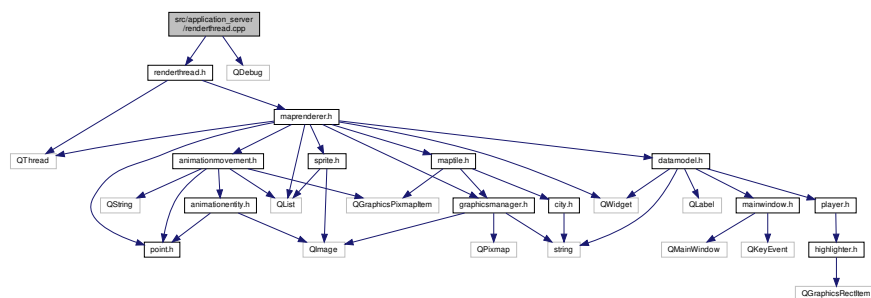 src/application_server
/renderthread.cpp
renderthread.h
QDebug
maprenderer.h
QThread
animationmovement.h
sprite.h
maptile.h
datamodel.h
QString
animationentity.h
QList
QGraphicsPixmapItem
graphicsmanager.h
city.h
QWidget
QLabel
mainwindow.h
player.h
point.h
QImage
QPixmap
string
QMainWindow
QKeyEvent
highlighter.h
QGraphicsRectItem